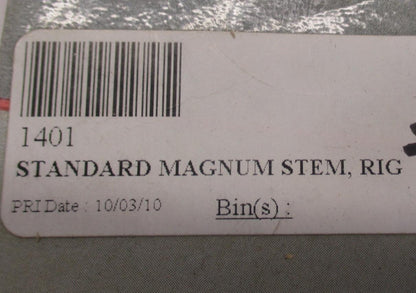 1401
STANDARD MAGNUM STEM, RIG
PRI Date : 10/03/10 Bin(s) :